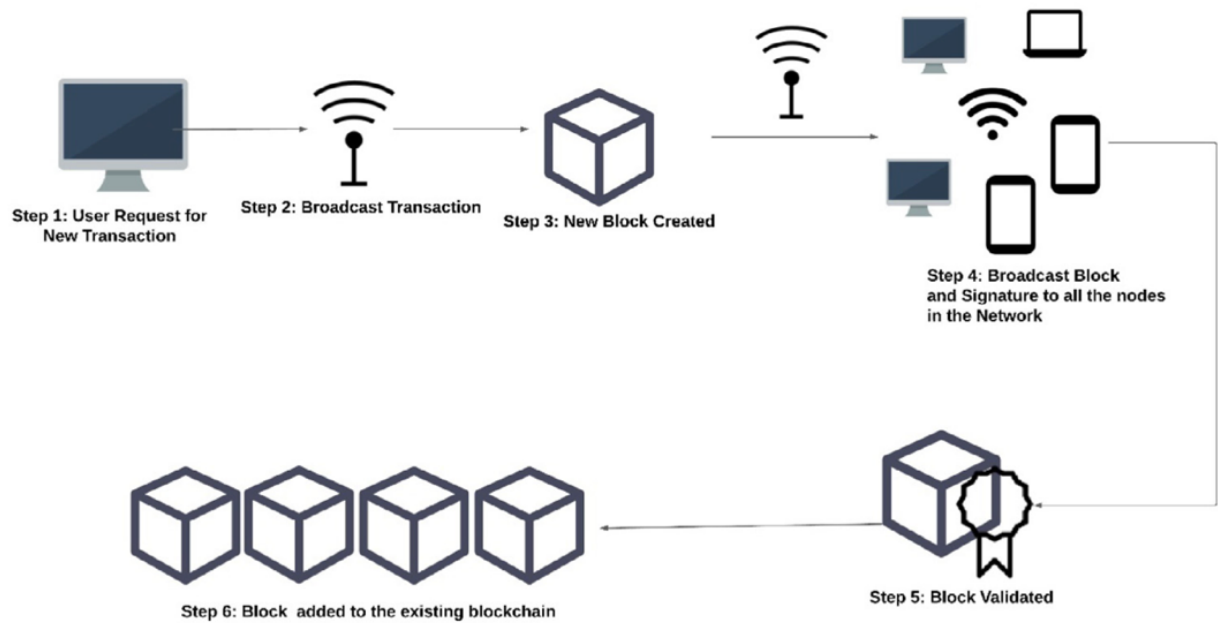 Step 1: User Request for
New Transaction
Step 2: Broadcast Transaction
Step 3: New Block Created
Step 4: Broadcast Block
and Signature to all the nodes
in the Network
Step 5: Block Validated
Step 6: Block added to the existing blockchain